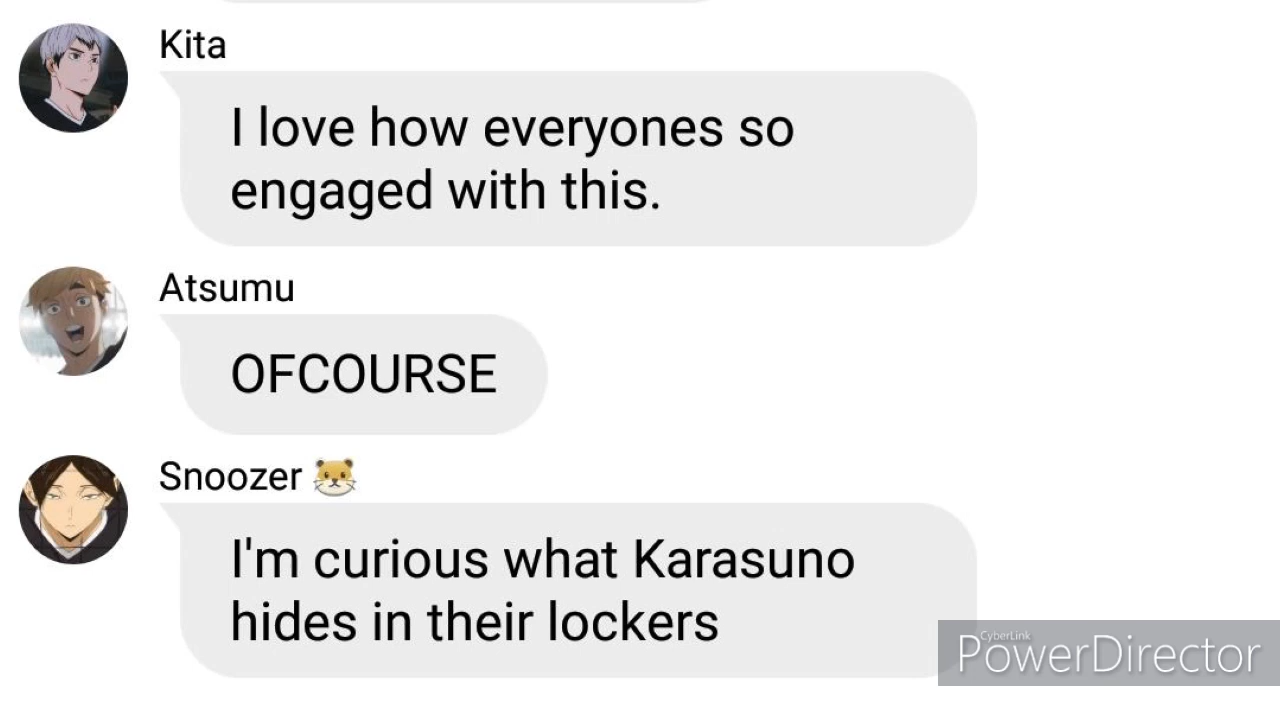 Kita
I love how everyones so
engaged with this.
Atsumu
OFCOURSE
Snoozer 🐹
I'm curious what Karasuno
hides in their lockers
CyberLink
PowerDirector